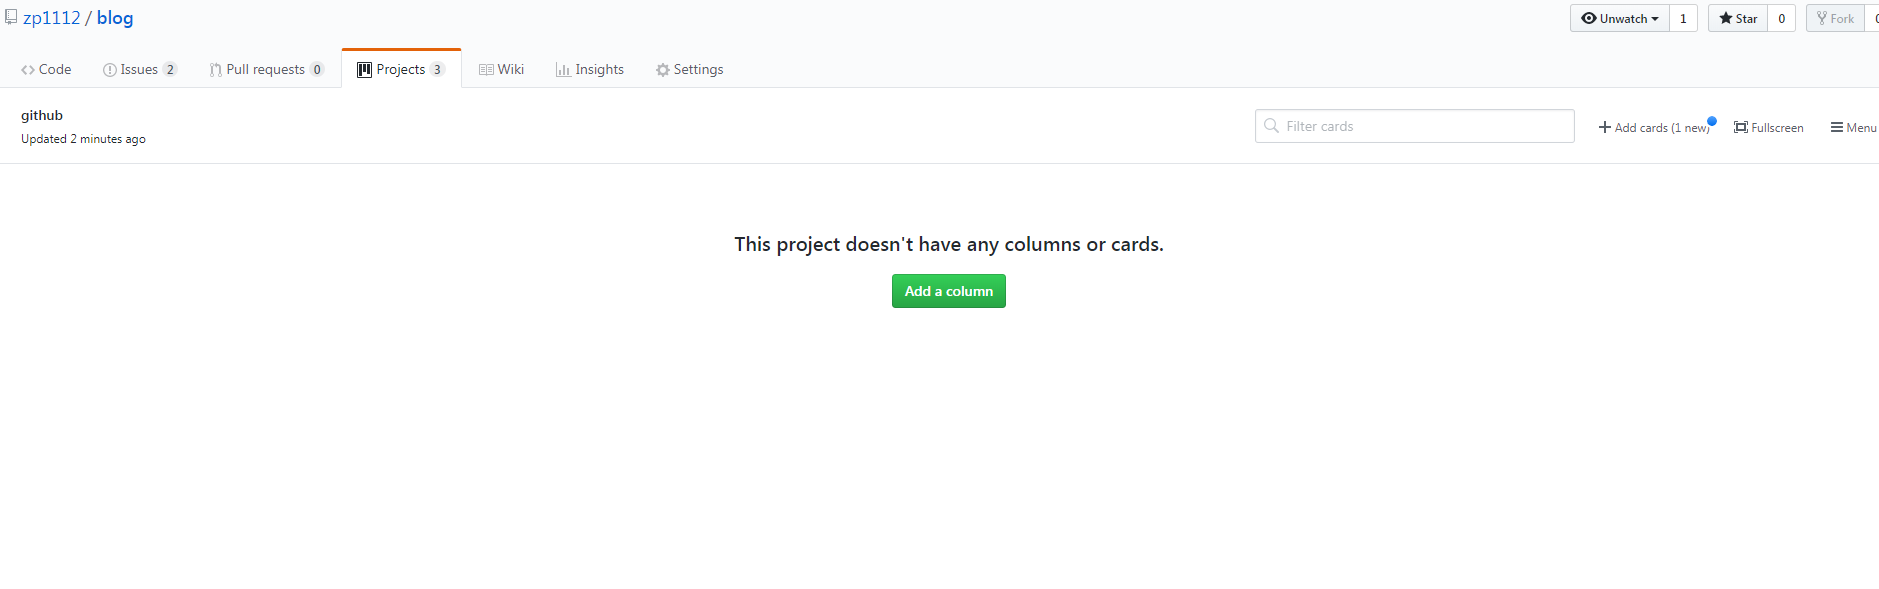 zp1112 / blog
Unwatch 1 Star 0 Fork 0
Code Issues 2 Pull requests 0 Projects 3 Wiki Insights Settings
github
Updated 2 minutes ago
Filter cards
Add cards (1 new) Fullscreen Menu
This project doesn't have any columns or cards.
Add a column